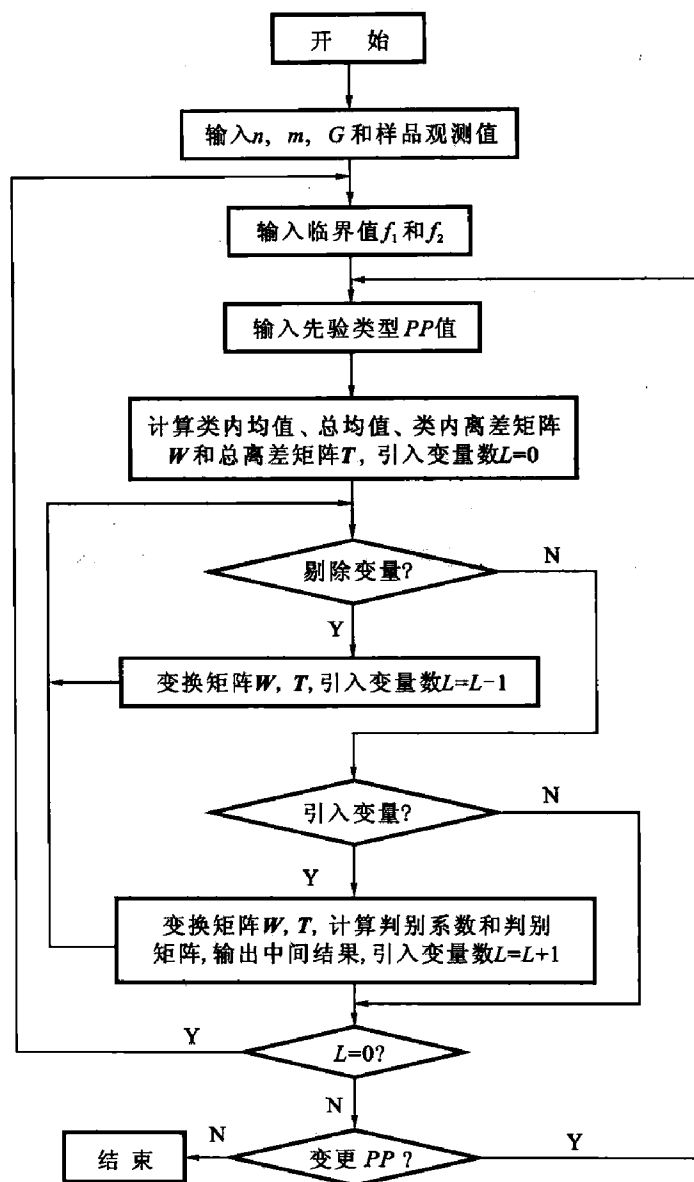 开 始
输入n, m, G和样品观测值
输入临界值f₁和f₂
输入先验类型PP值
计算类内均值、总均值、类内离差矩阵
W和总离差矩阵T, 引入变量数L=0
剔除变量?
N
Y
变换矩阵W, T,引入变量数L=L-1
引入变量?
N
Y
变换矩阵W, T, 计算判别系数和判别
矩阵,输出中间结果,引入变量数L=L+1
Y
L=0?
N
结 束
N
变更PP?
Y